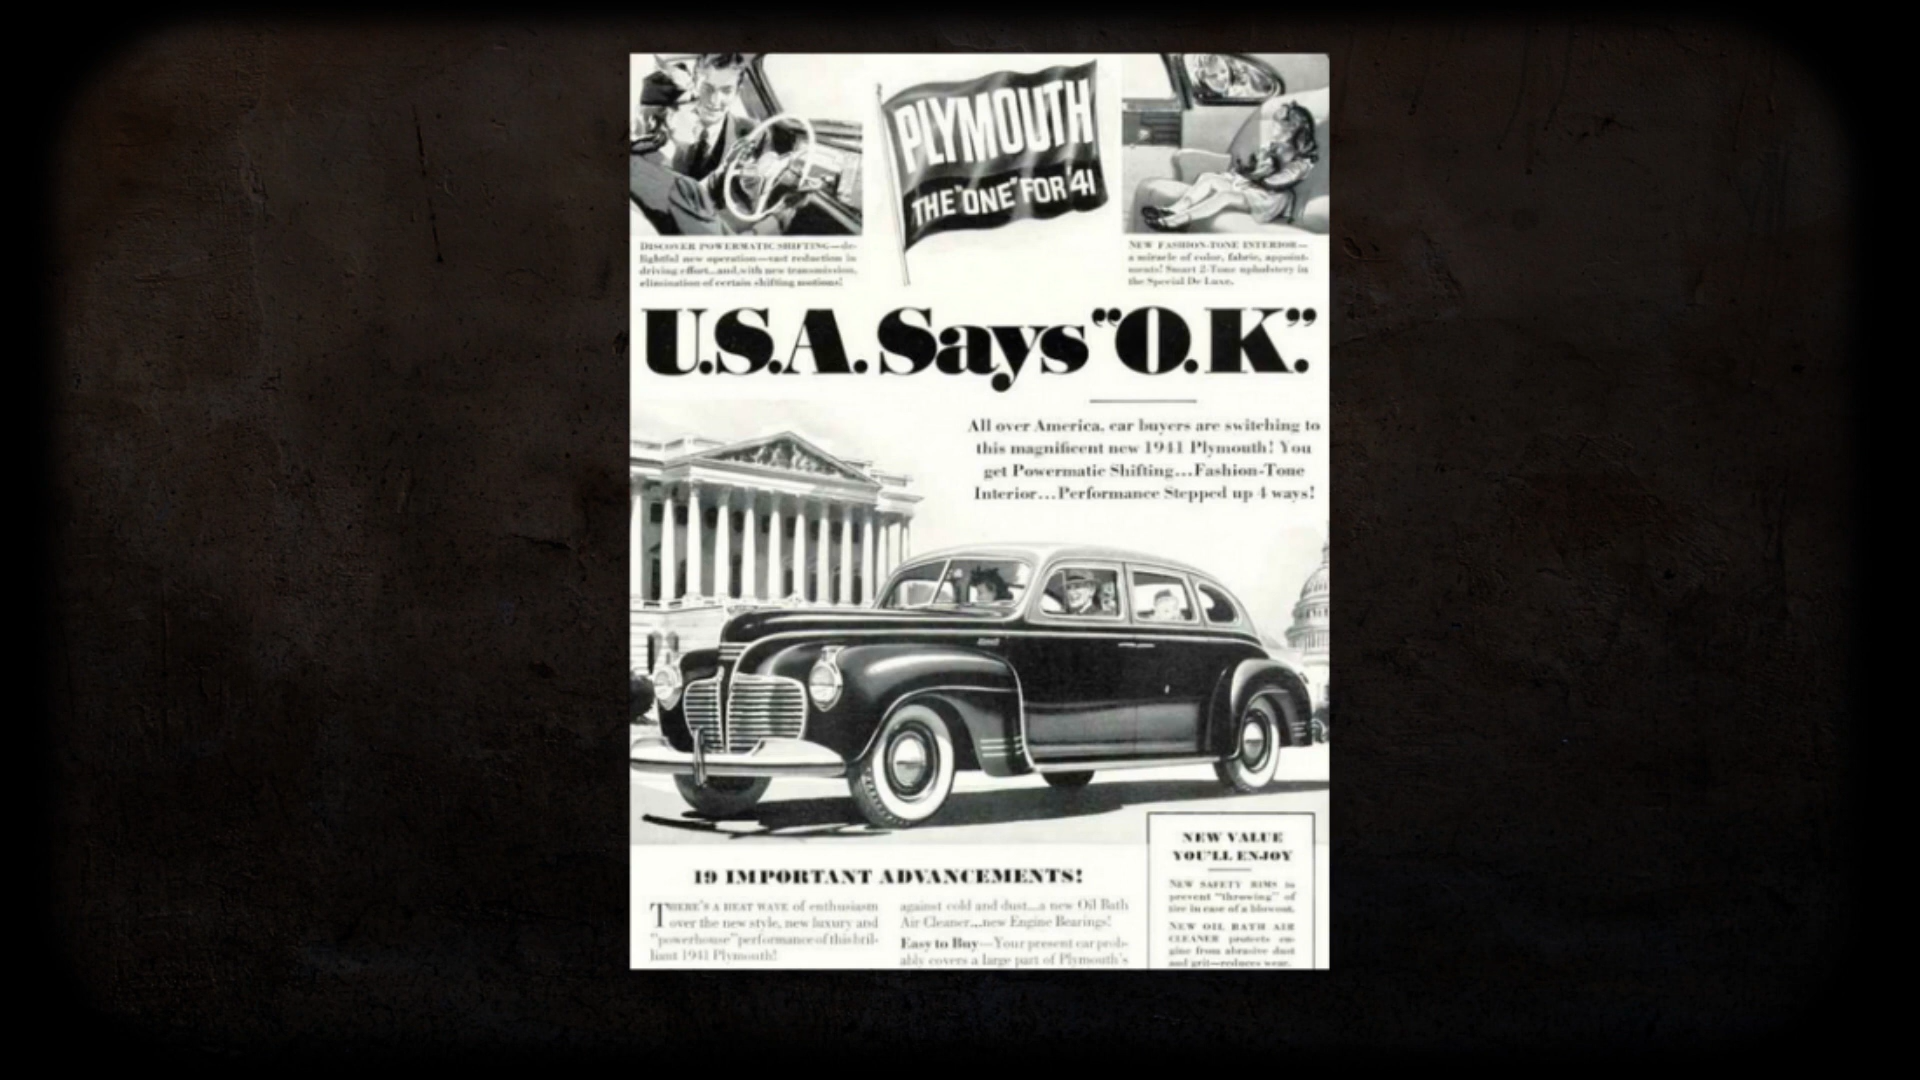 PLYMOUTH
THE "ONE" FOR '41
DISCOVER POWERMATIC SHIFTING—de-
lightful new operation—vast reduction in
driving effort...and, with new transmission,
elimination of certain shifting motions!
NEW FASHION-TONE INTERIOR—
a miracle of color, fabric, appoint-
ments! Smart 2-Tone upholstery in
the Special De Luxe.
U.S.A. Says "O.K."
All over America, car buyers are switching to
this magnificent new 1941 Plymouth! You
get Powermatic Shifting...Fashion-Tone
Interior...Performance Stepped up 4 ways!
19 IMPORTANT ADVANCEMENTS!
THERE'S A HEAT WAVE of enthusiasm
over the new style, new luxury and
"powerhouse" performance of this bril-
liant 1941 Plymouth!
against cold and dust...a new Oil Bath
Air Cleaner...new Engine Bearings!
Easy to Buy—Your present car prob-
ably covers a large part of Plymouth's
NEW VALUE
YOU'LL ENJOY
NEW SAFETY RIMS to
prevent "throwing" of
tire in case of a blowout.
NEW OIL BATH AIR
CLEANER protects en-
gine from abrasive dust
and grit—reduces wear.